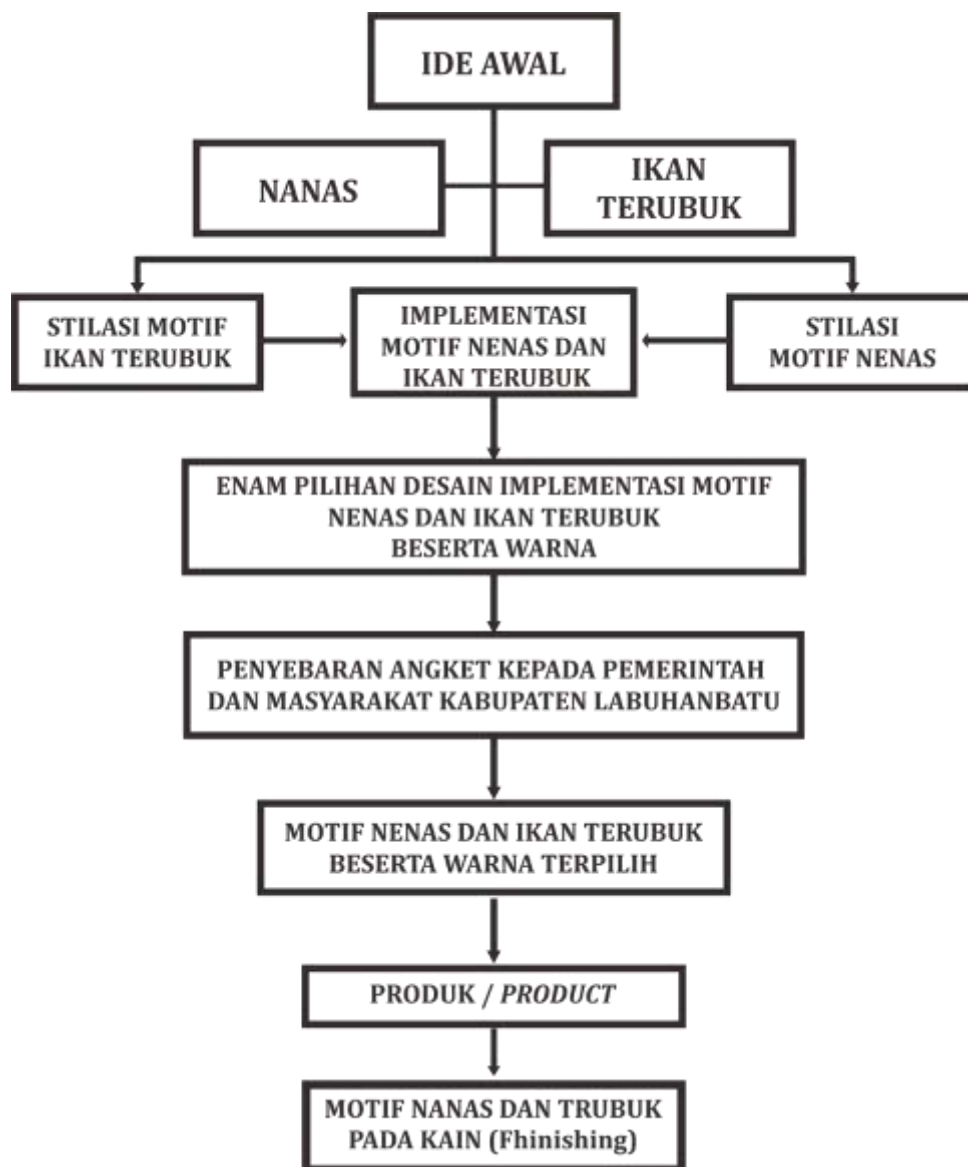 IDE AWAL
NANAS
IKAN
TERUBUK
STILASI MOTIF
IKAN TERUBUK
IMPLEMENTASI
MOTIF NENAS DAN
IKAN TERUBUK
STILASI
MOTIF NENAS
ENAM PILIHAN DESAIN IMPLEMENTASI MOTIF
NENAS DAN IKAN TERUBUK
BESERTA WARNA
PENYEBARAN ANGKET KEPADA PEMERINTAH
DAN MASYARAKAT KABUPATEN LABUHANBATU
MOTIF NENAS DAN IKAN TERUBUK
BESERTA WARNA TERPILIH
PRODUK / PRODUCT
MOTIF NANAS DAN TRUBUK
PADA KAIN (Fhinishing)